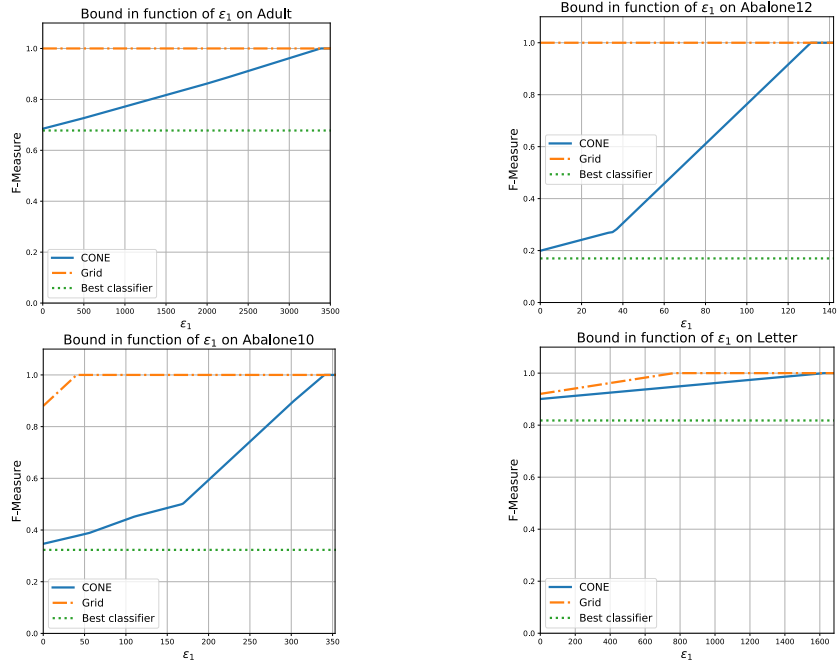 Bound in function of ε₁ on Adult
1.0
0.8
0.6
0.4
0.2
0.0
F-Measure
CONE
Grid
Best classifier
0 500 1000 1500 2000 2500 3000 3500
ε₁
Bound in function of ε₁ on Abalone12
1.0
0.8
0.6
0.4
0.2
0.0
F-Measure
CONE
Grid
Best classifier
0 20 40 60 80 100 120 140
ε₁
Bound in function of ε₁ on Abalone10
1.0
0.8
0.6
0.4
0.2
0.0
F-Measure
CONE
Grid
Best classifier
0 50 100 150 200 250 300 350
ε₁
Bound in function of ε₁ on Letter
1.0
0.8
0.6
0.4
0.2
0.0
F-Measure
CONE
Grid
Best classifier
0 200 400 600 800 1000 1200 1400 1600
ε₁